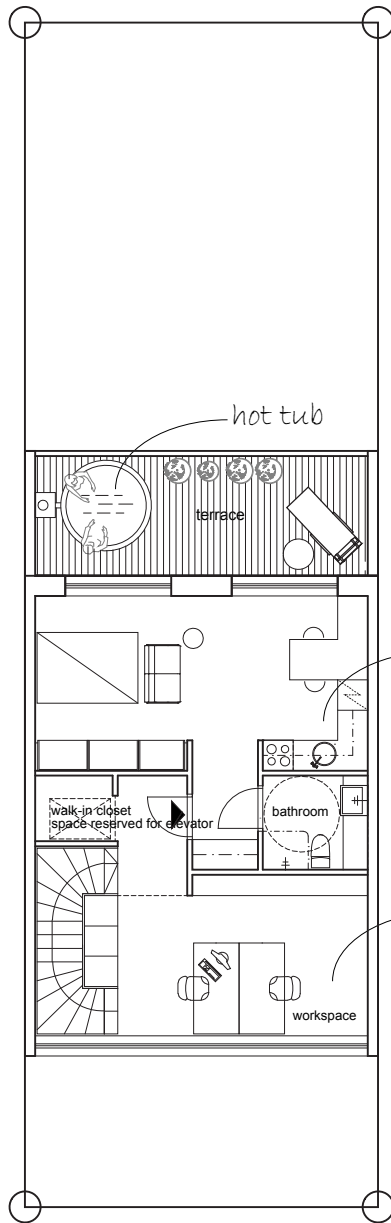 hot tub
terrace
walk-in closet
space reserved for elevator
bathroom
workspace